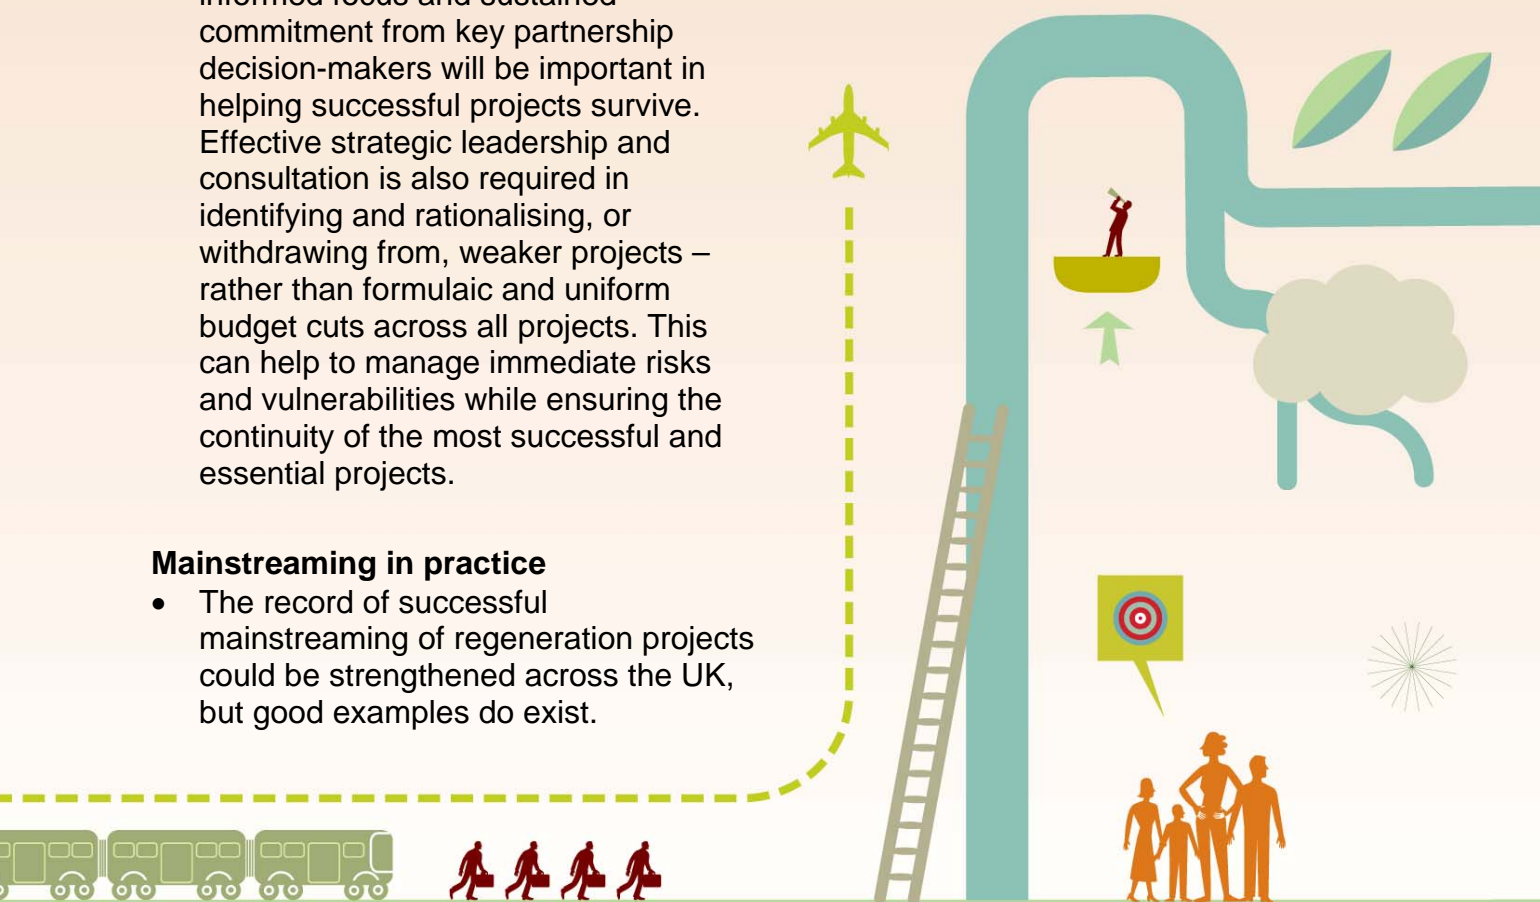 informed focus and sustained
commitment from key partnership
decision-makers will be important in
helping successful projects survive.
Effective strategic leadership and
consultation is also required in
identifying and rationalising, or
withdrawing from, weaker projects –
rather than formulaic and uniform
budget cuts across all projects. This
can help to manage immediate risks
and vulnerabilities while ensuring the
continuity of the most successful and
essential projects.
Mainstreaming in practice
• The record of successful
mainstreaming of regeneration projects
could be strengthened across the UK,
but good examples do exist.